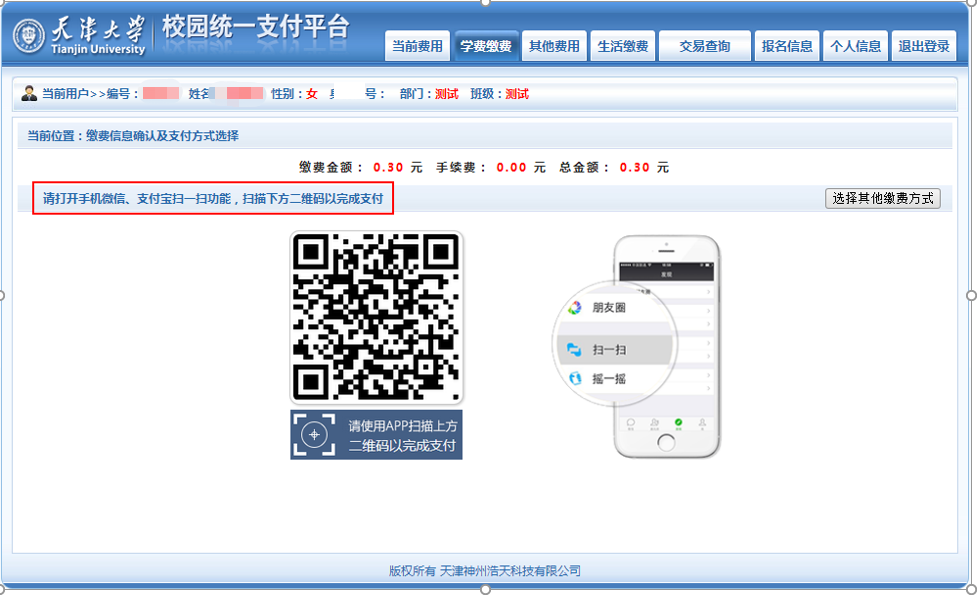 天津大学
Tianjin University
校园统一支付平台
当前费用 学费缴费 其他费用 生活缴费 交易查询 报名信息 个人信息 退出登录
当前用户>>编号： 姓名 性别：女 号： 部门：测试 班级：测试
当前位置：缴费信息确认及支付方式选择
缴费金额： 0.30 元 手续费： 0.00 元 总金额： 0.30 元
请打开手机微信、支付宝扫一扫功能，扫描下方二维码以完成支付
选择其他缴费方式
发现
朋友圈
扫一扫
摇一摇
请使用APP扫描上方
二维码以完成支付
版权所有 天津神州浩天科技有限公司